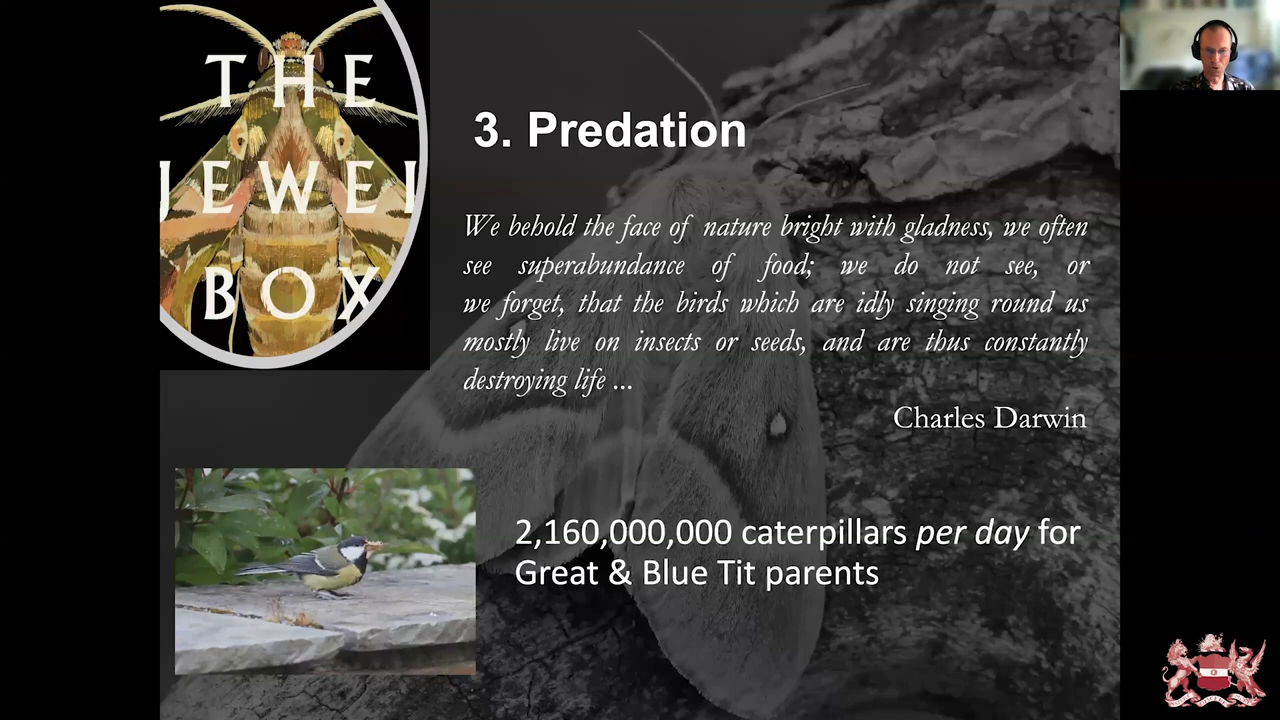 THE
JEWEL
BOX
3. Predation
We behold the face of nature bright with gladness, we often
see superabundance of food; we do not see, or
we forget, that the birds which are idly singing round us
mostly live on insects or seeds, and are thus constantly
destroying life ...
Charles Darwin
2,160,000,000 caterpillars per day for
Great & Blue Tit parents